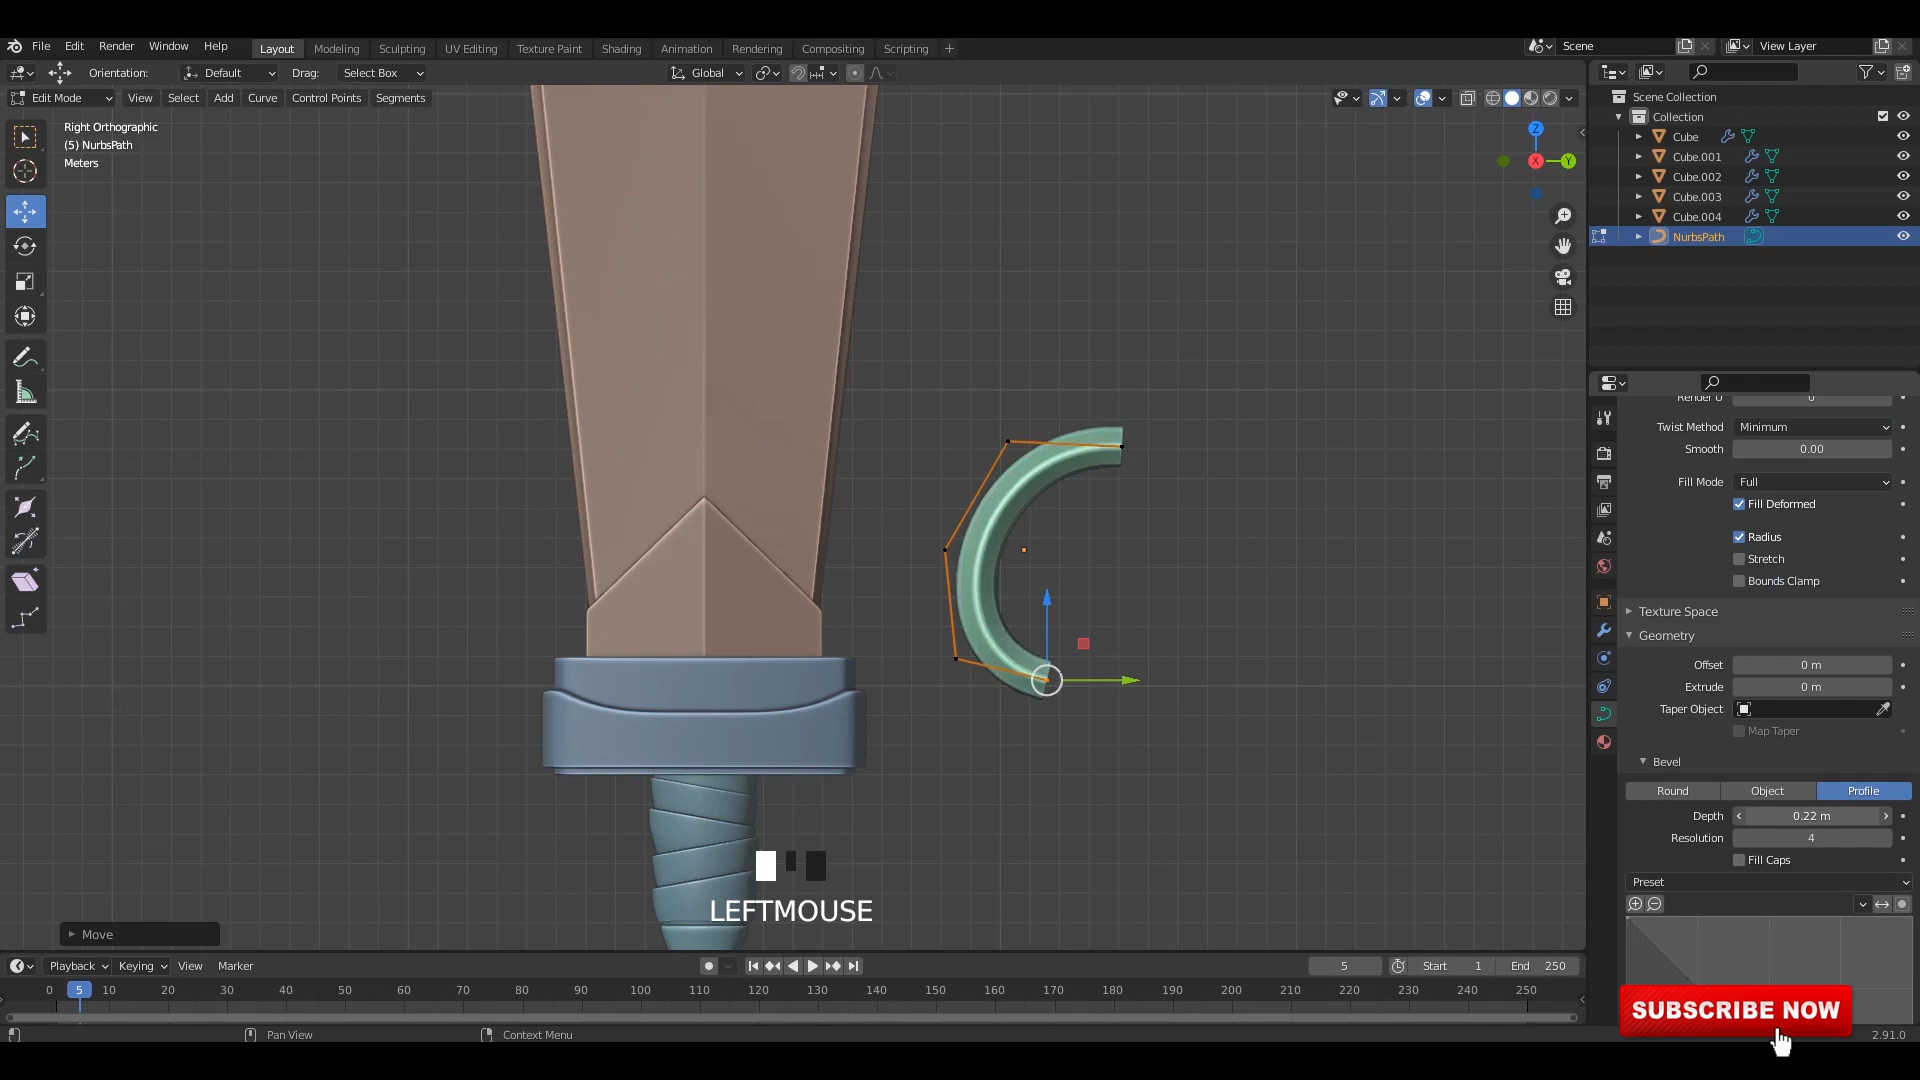 File Edit Render Window Help Layout Modeling Sculpting UV Editing Texture Paint Shading Animation Rendering Compositing Scripting + Scene View Layer
Orientation: Default Drag: Select Box Global
Edit Mode View Select Add Curve Control Points Segments
Right Orthographic
(5) NurbsPath
Meters
Z
X
Y
Scene Collection
Collection
Cube
Cube.001
Cube.002
Cube.003
Cube.004
NurbsPath
Render U 0
Twist Method Minimum
Smooth 0.00
Fill Mode Full
Fill Deformed
Radius
Stretch
Bounds Clamp
Texture Space
Geometry
Offset 0 m
Extrude 0 m
Taper Object
Map Taper
Bevel
Round Object Profile
Depth 0.22 m
Resolution 4
Fill Caps
Preset
LEFTMOUSE
Move
Playback Keying View Marker 5 Start 1 End 250
0 5 10 20 30 40 50 60 70 80 90 100 110 120 130 140 150 160 170 180 190 200 210 220 230 240 250
SUBSCRIBE NOW
Pan View Context Menu 2.91.0